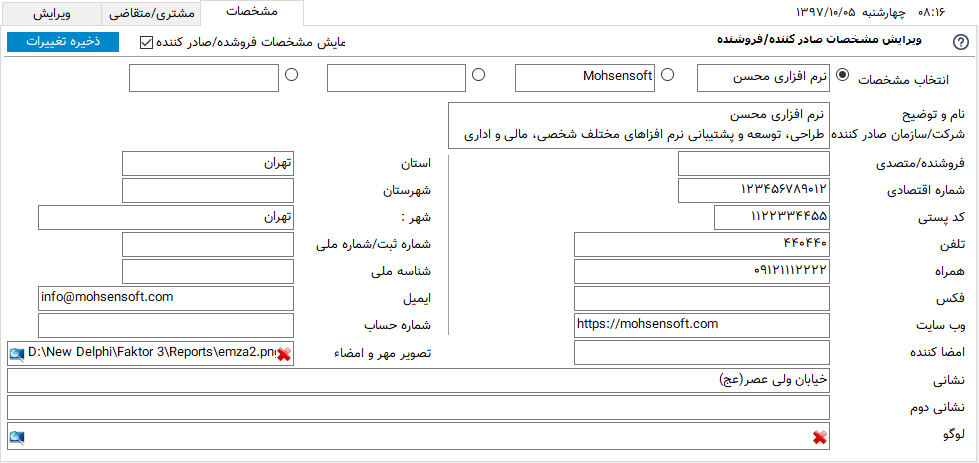 ۰۸:۱۶ چهارشنبه ۱۳۹۷/۱۰/۰۵
مشخصات مشتری/متقاضی ویرایش
ویرایش مشخصات صادر کننده/فروشنده
نمایش مشخصات فروشده/صادر کننده
ذخیره تغییرات
انتخاب مشخصات نرم افزاری محسن Mohsensoft
نام و توضیح نرم افزاری محسن
شرکت/سازمان صادر کننده طراحی، توسعه و پشتیبانی نرم افزاهای مختلف شخصی، مالی و اداری
فروشنده/متصدی استان تهران
شماره اقتصادی ۱۲۳۴۵۶۷۸۹۰۱۲ شهرستان
کد پستی ۱۱۲۲۳۳۴۴۵۵ شهر : تهران
تلفن ۴۴۰۴۴۰ شماره ثبت/شماره ملی
همراه ۰۹۱۲۱۱۱۲۲۲۲ شناسه ملی
فکس ایمیل info@mohsensoft.com
وب سایت https://mohsensoft.com شماره حساب
امضا کننده تصویر مهر و امضاء D:\New Delphi\Faktor 3\Reports\emza2.png
نشانی خیابان ولی عصر(عج)
نشانی دوم
لوگو